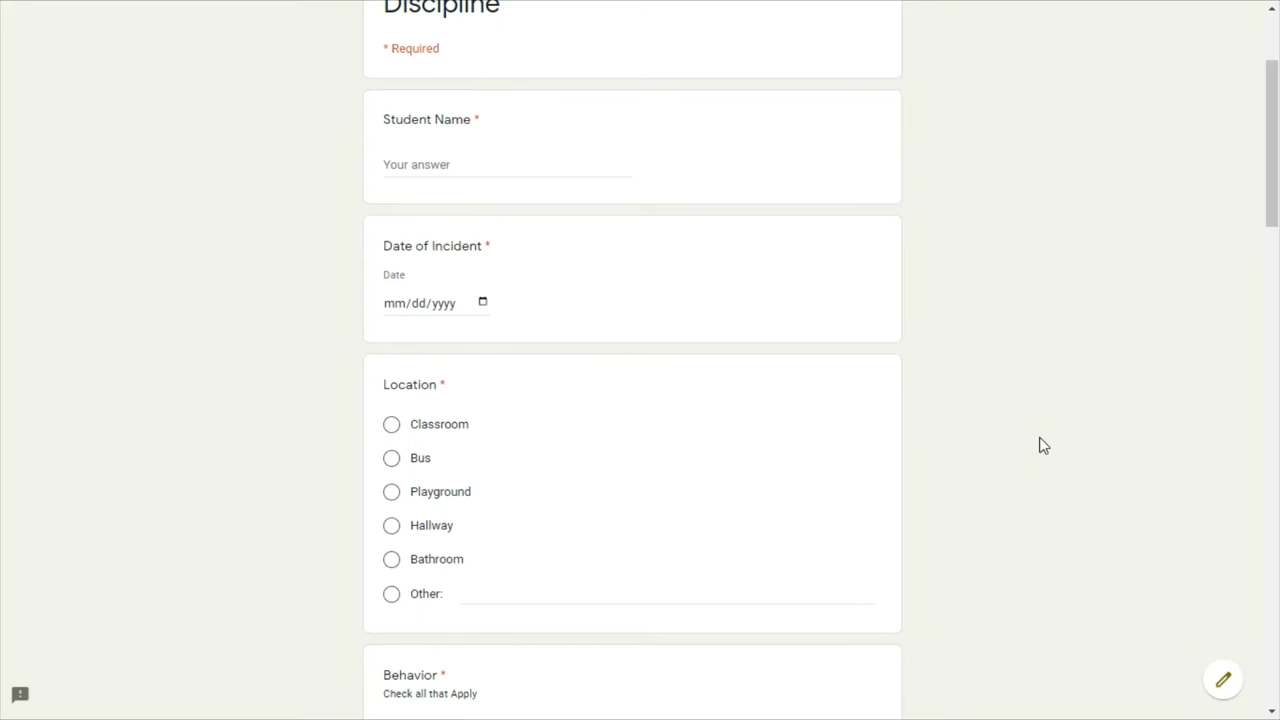 Discipline
* Required
Student Name *
Your answer
Date of Incident *
Date
mm/dd/yyyy
Location *
Classroom
Bus
Playground
Hallway
Bathroom
Other:
Behavior *
Check all that Apply